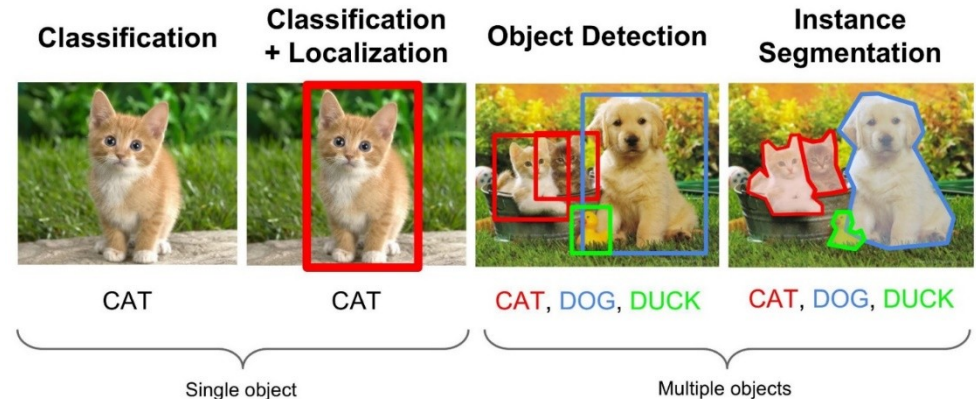 Classification
Classification
+ Localization
Object Detection
Instance
Segmentation
CAT
CAT
CAT, DOG, DUCK
CAT, DOG, DUCK
Single object
Multiple objects